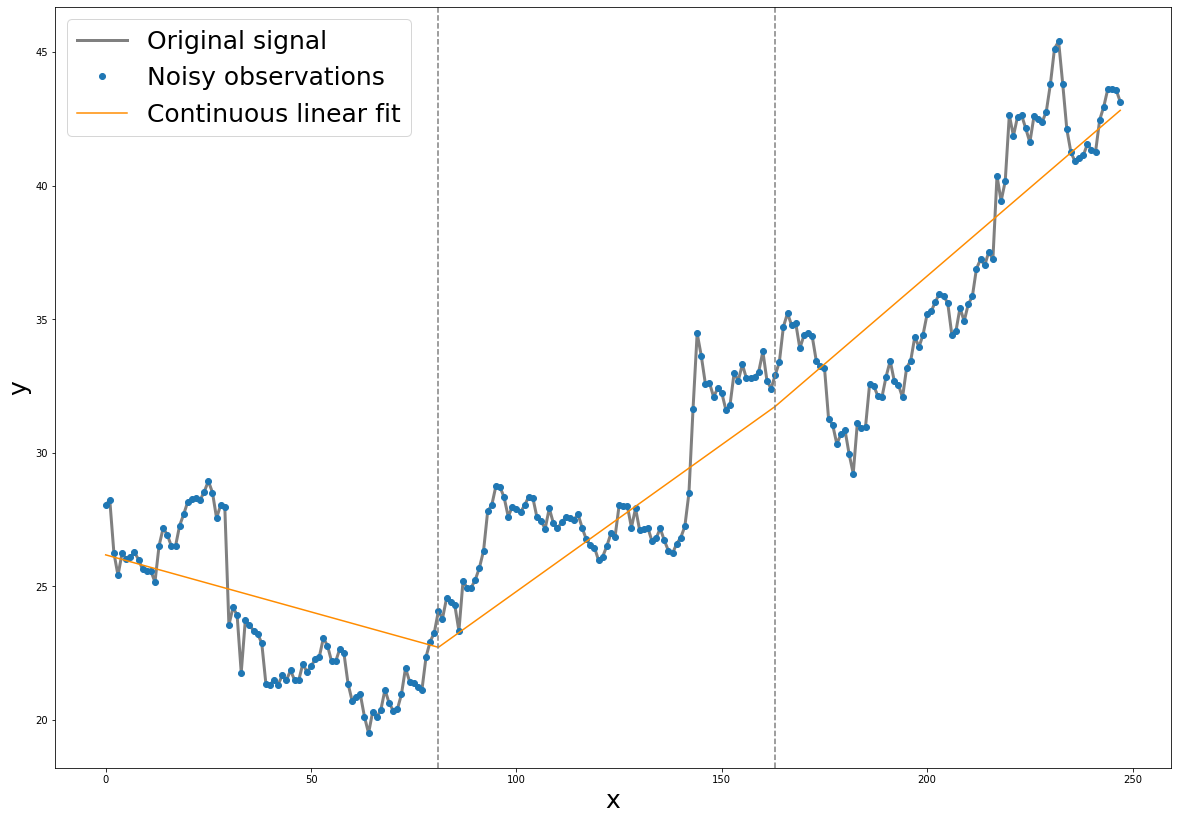 Original signal
Noisy observations
Continuous linear fit
45
40
35
30
25
20
y
0 50 100 150 200 250
x